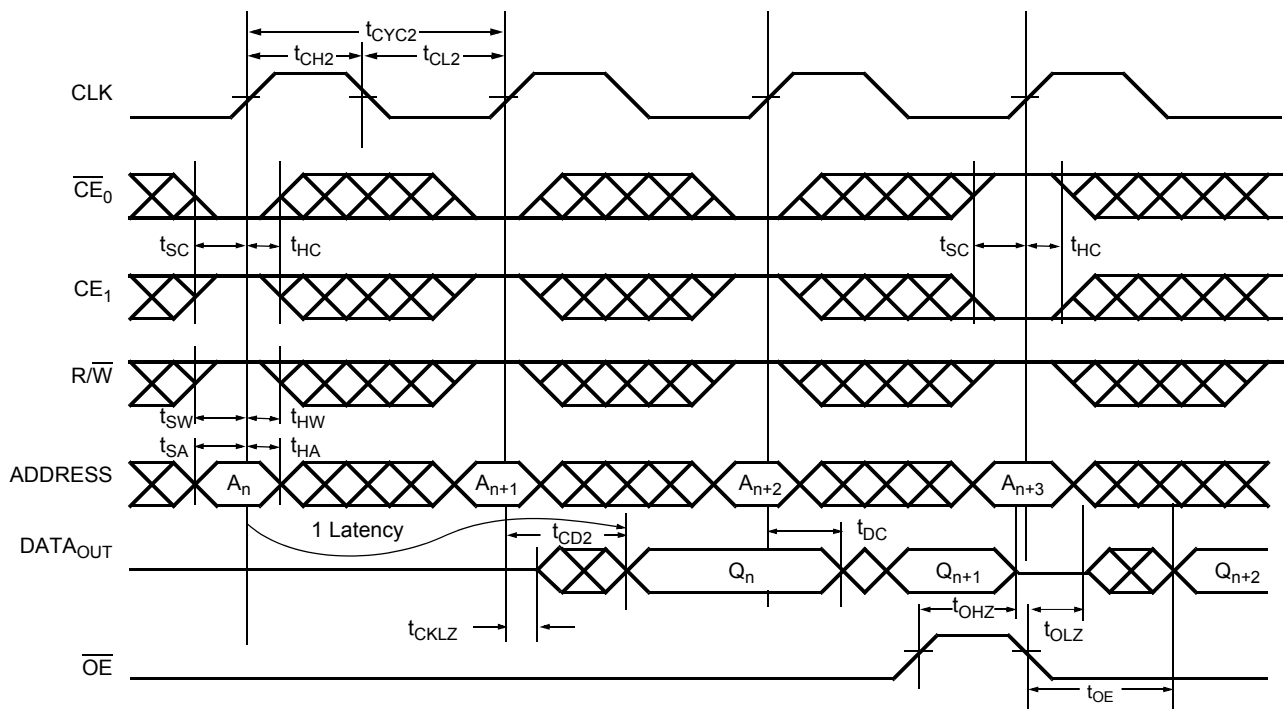 tCYC2
tCH2
tCL2
CLK
CE0
tSC
tHC
tSC
tHC
CE1
R/W
tSW
tHW
tSA
tHA
ADDRESS
An
An+1
An+2
An+3
1 Latency
tCD2
tDC
DATAOUT
Qn
Qn+1
Qn+2
tOHZ
tOLZ
tCKLZ
OE
tOE